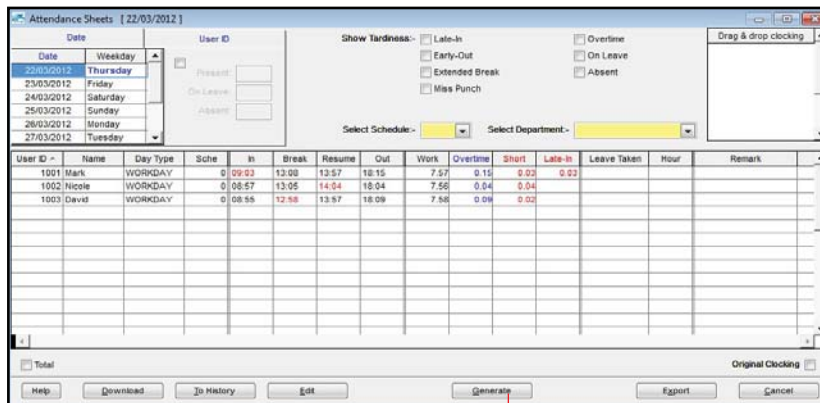 Attendance Sheets [ 22/03/2012 ]
Date User ID Show Tardiness:- Late-In Overtime Drag & drop clocking
Date Weekday Early-Out On Leave
22/03/2012 Thursday Present: Extended Break Absent
23/03/2012 Friday On Leave: Miss Punch
24/03/2012 Saturday Absent:
25/03/2012 Sunday
26/03/2012 Monday
27/03/2012 Tuesday Select Schedule:- Select Department:-
User ID Name Day Type Sche In Break Resume Out Work Overtime Short Late-In Leave Taken Hour Remark
1001 Mark WORKDAY 0 09:03 13:08 13:57 18:15 7.57 0.15 0.03 0.03
1002 Nicole WORKDAY 0 08:57 13:05 14:04 18:04 7.56 0.04 0.04
1003 David WORKDAY 0 08:55 12:58 13:57 18:09 7.58 0.09 0.02
Total Original Clocking
Help Download To History Edit Generate Export Cancel